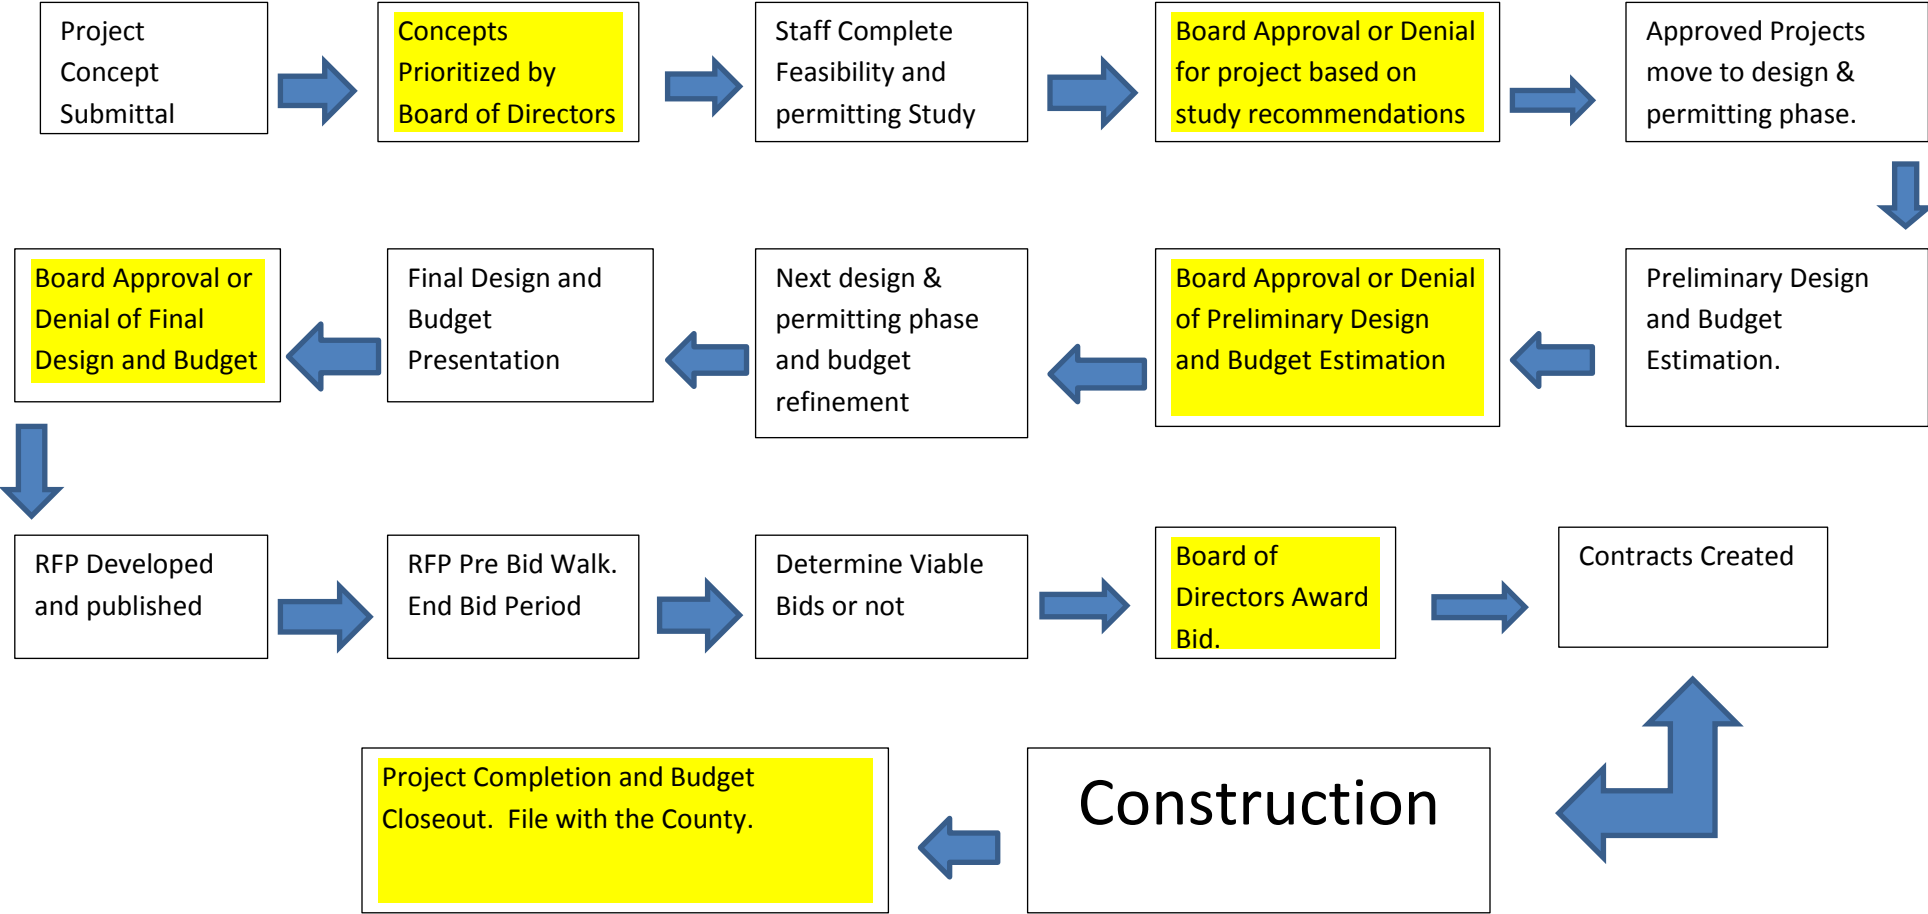 Project
Concept
Submittal
Concepts
Prioritized by
Board of Directors
Staff Complete
Feasibility and
permitting Study
Board Approval or Denial
for project based on
study recommendations
Approved Projects
move to design &
permitting phase.
Board Approval or
Denial of Final
Design and Budget
Final Design and
Budget
Presentation
Next design &
permitting phase
and budget
refinement
Board Approval or Denial
of Preliminary Design
and Budget Estimation
Preliminary Design
and Budget
Estimation.
RFP Developed
and published
RFP Pre Bid Walk.
End Bid Period
Determine Viable
Bids or not
Board of
Directors Award
Bid.
Contracts Created
Project Completion and Budget
Closeout.  File with the County.
Construction